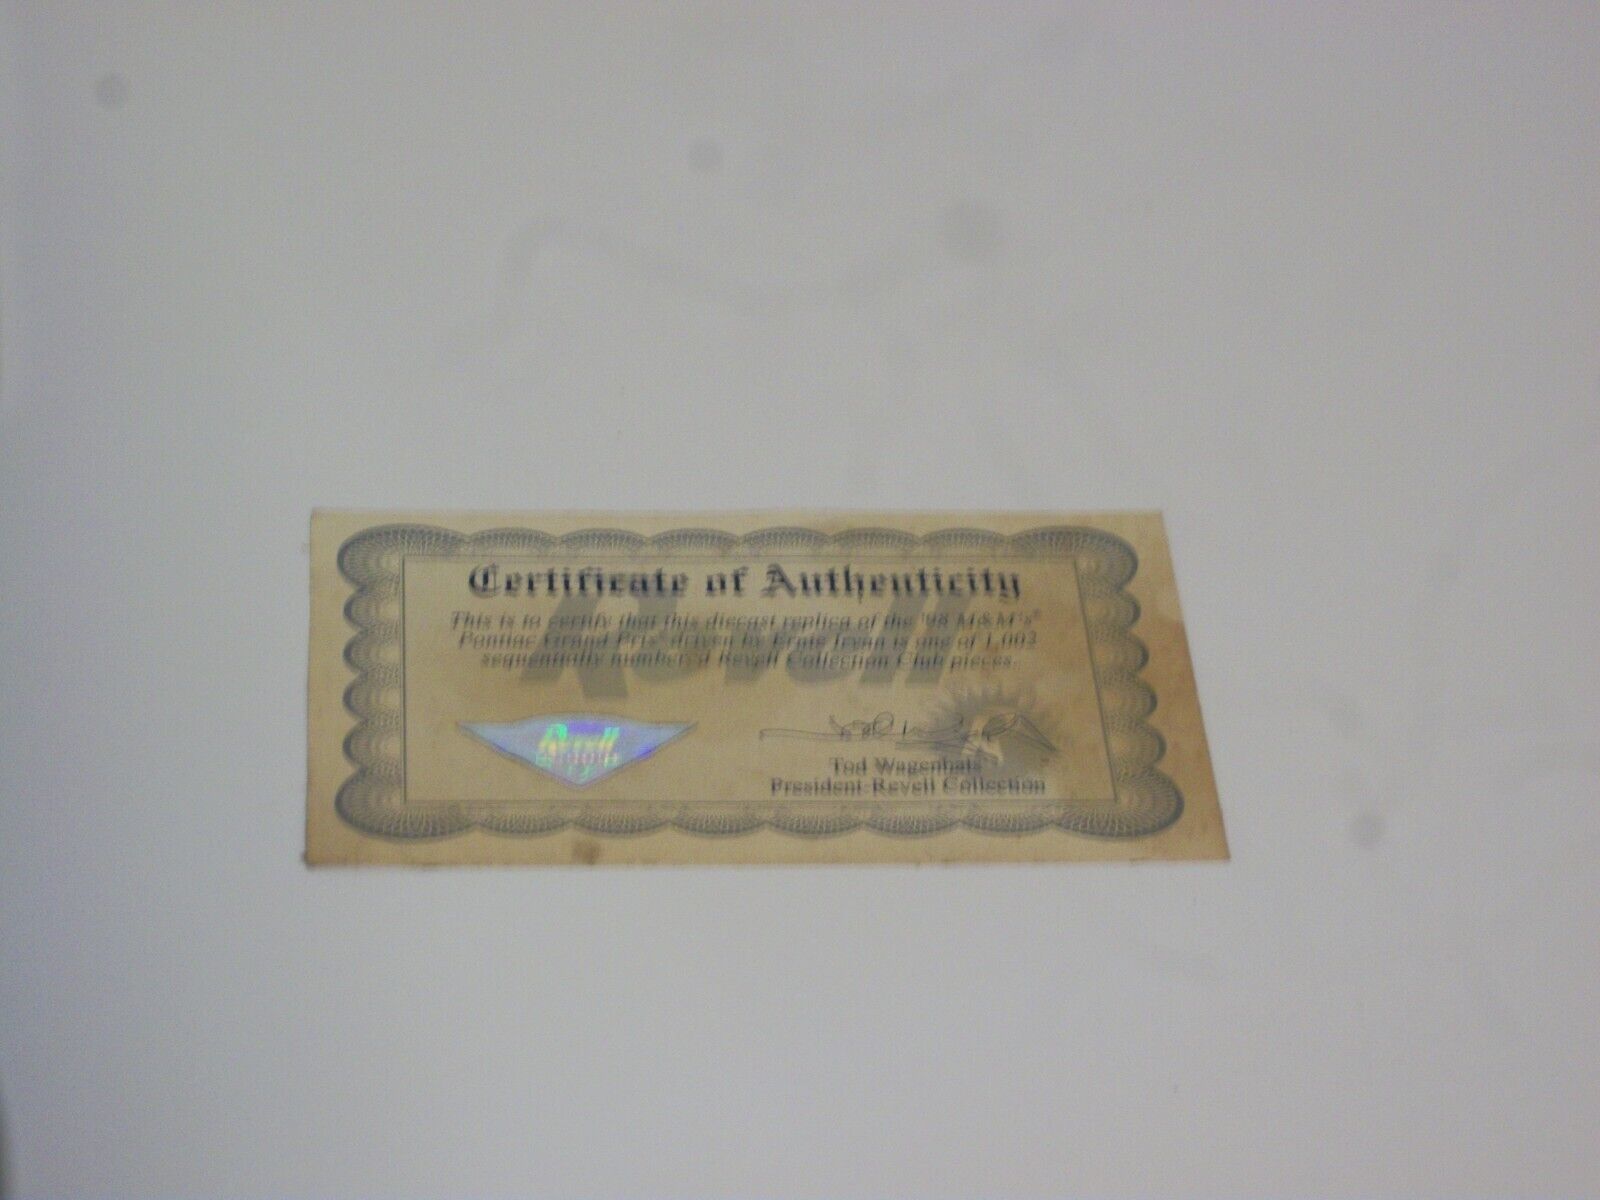 Certificate of Authenticity
This is to certify that this diecast replica of the '98 M&M's®
Pontiac Grand Prix® driven by Ernie Irvan is one of 1,002
sequentially numbered Revell Collection Club pieces.
Revell
Revell
Tod Wagenhals
President-Revell Collection